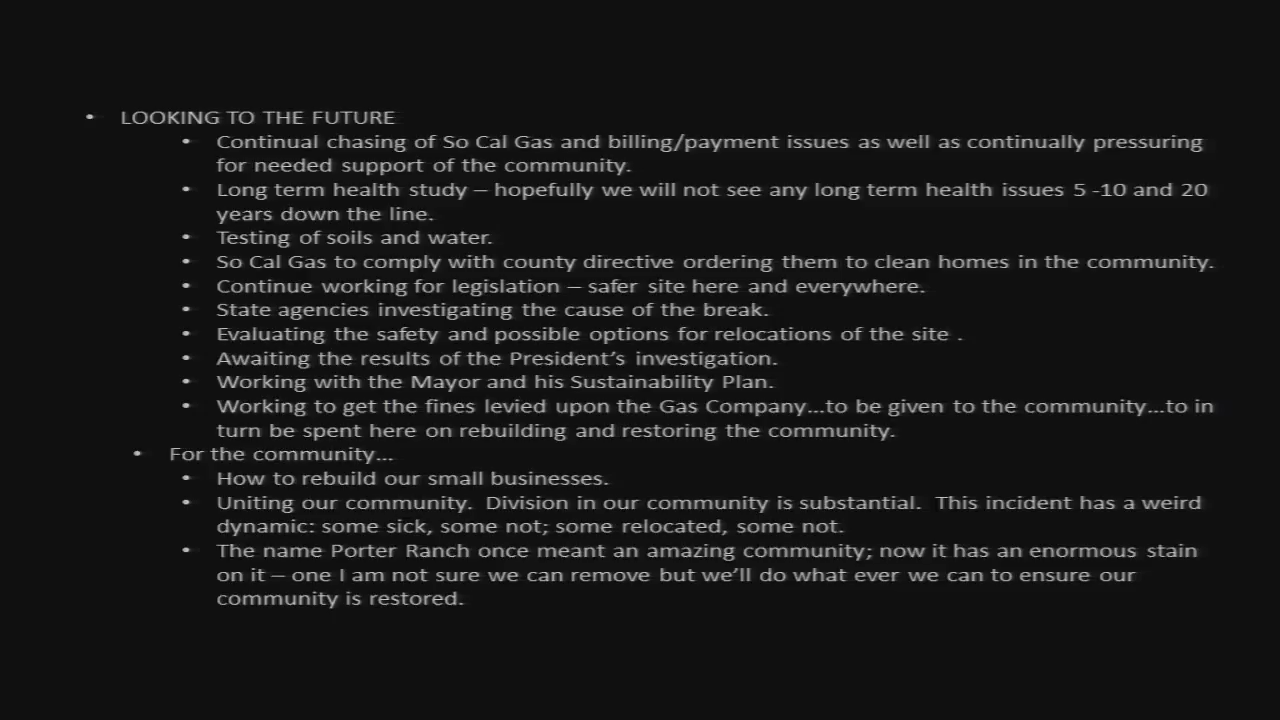 • LOOKING TO THE FUTURE
• Continual chasing of So Cal Gas and billing/payment issues as well as continually pressuring
for needed support of the community.
• Long term health study – hopefully we will not see any long term health issues 5 -10 and 20
years down the line.
• Testing of soils and water.
• So Cal Gas to comply with county directive ordering them to clean homes in the community.
• Continue working for legislation – safer site here and everywhere.
• State agencies investigating the cause of the break.
• Evaluating the safety and possible options for relocations of the site .
• Awaiting the results of the President’s investigation.
• Working with the Mayor and his Sustainability Plan.
• Working to get the fines levied upon the Gas Company…to be given to the community…to in
turn be spent here on rebuilding and restoring the community.
• For the community…
• How to rebuild our small businesses.
• Uniting our community.  Division in our community is substantial.  This incident has a weird
dynamic: some sick, some not; some relocated, some not.
• The name Porter Ranch once meant an amazing community; now it has an enormous stain
on it – one I am not sure we can remove but we’ll do what ever we can to ensure our
community is restored.